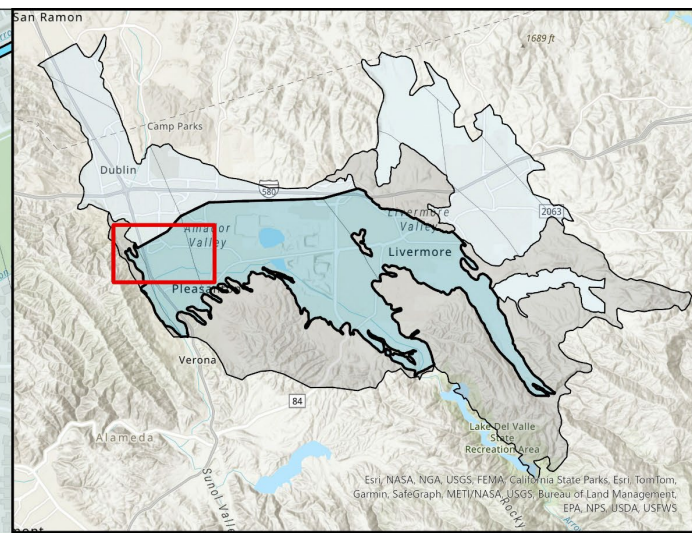 San Ramon
1689 ft
Camp Parks
Dublin
580
2063
Amador
Valley
Livermore
Valley
Livermore
Verona
84
Alameda
Lake Del Valle
State
Recreation Area
Sunol Valley
Rocky
Esri, NASA, NGA, USGS, FEMA, California State Parks, Esri, TomTom,
Garmin, SafeGraph, METI/NASA, USGS, Bureau of Land Management,
EPA, NPS, USDA, USFWS